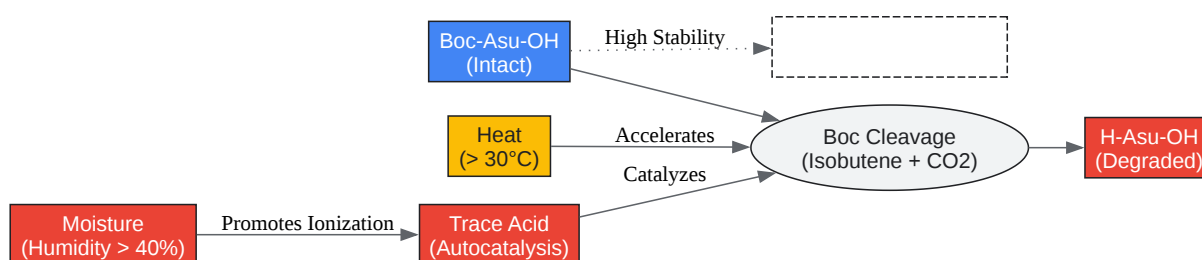 Boc-Asu-OH
(Intact)
High Stability
Heat
(> 30°C)
Accelerates
Boc Cleavage
(Isobutene + CO2)
H-Asu-OH
(Degraded)
Catalyzes
Moisture
(Humidity > 40%)
Promotes Ionization
Trace Acid
(Autocatalysis)